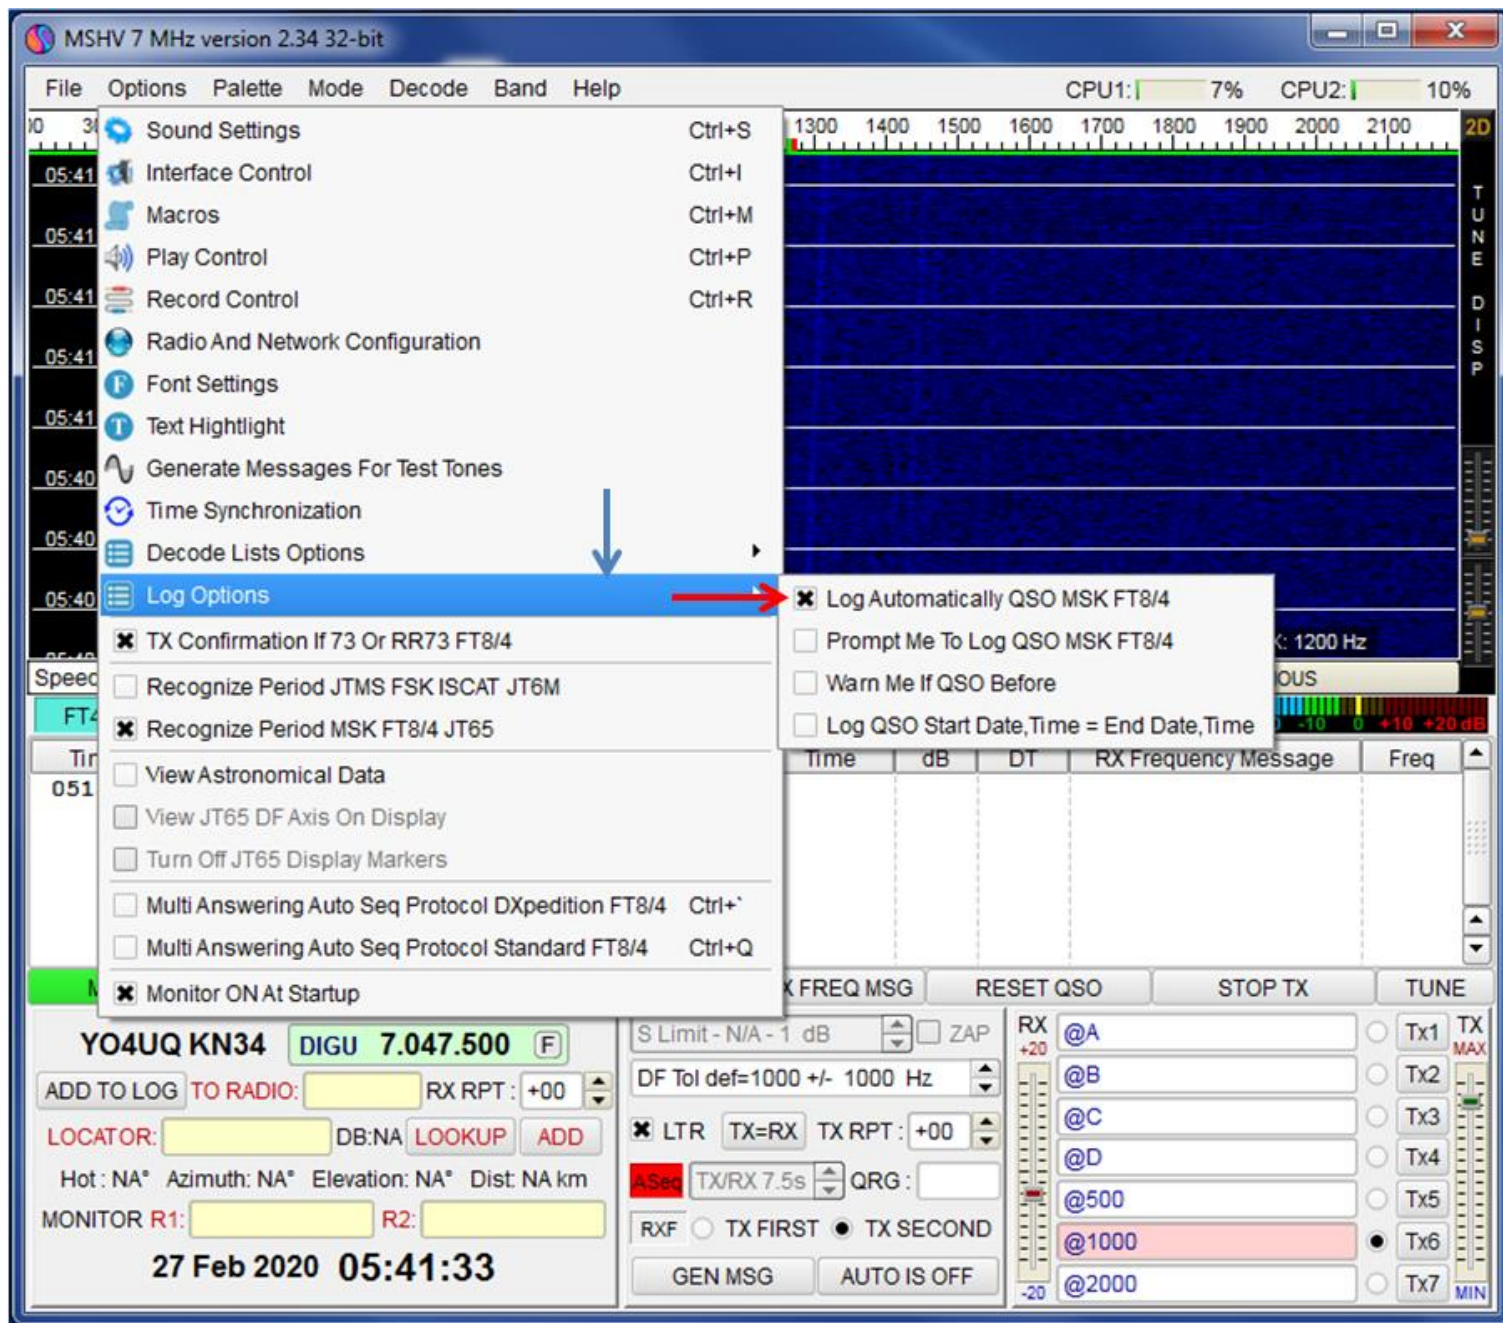 MSHV 7 MHz version 2.34 32-bit
File Options Palette Mode Decode Band Help CPU1: 7% CPU2: 10%
1300 1400 1500 1600 1700 1800 1900 2000 2100 2D
Sound Settings Ctrl+S
05:41 Interface Control Ctrl+I
Macros Ctrl+M
05:41 Play Control Ctrl+P
TUNE DISP
05:41 Record Control Ctrl+R
Radio And Network Configuration
05:41 Font Settings
05:41 Text Hightlight
05:40 Generate Messages For Test Tones
Time Synchronization
05:40 Decode Lists Options
05:40 Log Options
Log Automatically QSO MSK FT8/4
Prompt Me To Log QSO MSK FT8/4
Warn Me If QSO Before
Log QSO Start Date,Time = End Date,Time
: 1200 Hz
OUS
-10 0 +10 +20 dB
TX Confirmation If 73 Or RR73 FT8/4
Speed
Recognize Period JTMS FSK ISCAT JT6M
FT4
Recognize Period MSK FT8/4 JT65
Time dB DT RX Frequency Message Freq
Tim
View Astronomical Data
051
View JT65 DF Axis On Display
Turn Off JT65 Display Markers
Multi Answering Auto Seq Protocol DXpedition FT8/4 Ctrl+`
Multi Answering Auto Seq Protocol Standard FT8/4 Ctrl+Q
Monitor ON At Startup
X FREQ MSG RESET QSO STOP TX TUNE
YO4UQ KN34 DIGU 7.047.500 F
ADD TO LOG TO RADIO: RX RPT : +00
LOCATOR: DB:NA LOOKUP ADD
Hot : NA° Azimuth: NA° Elevation: NA° Dist: NA km
MONITOR R1: R2:
27 Feb 2020 05:41:33
S Limit - N/A - 1 dB ZAP
DF Tol def=1000 +/- 1000 Hz
LTR TX=RX TX RPT : +00
ASeq TX/RX 7.5s QRG :
RXF TX FIRST TX SECOND
GEN MSG AUTO IS OFF
RX +20 -20
@A Tx1
@B Tx2
@C Tx3
@D Tx4
@500 Tx5
@1000 Tx6
@2000 Tx7
TX MAX MIN